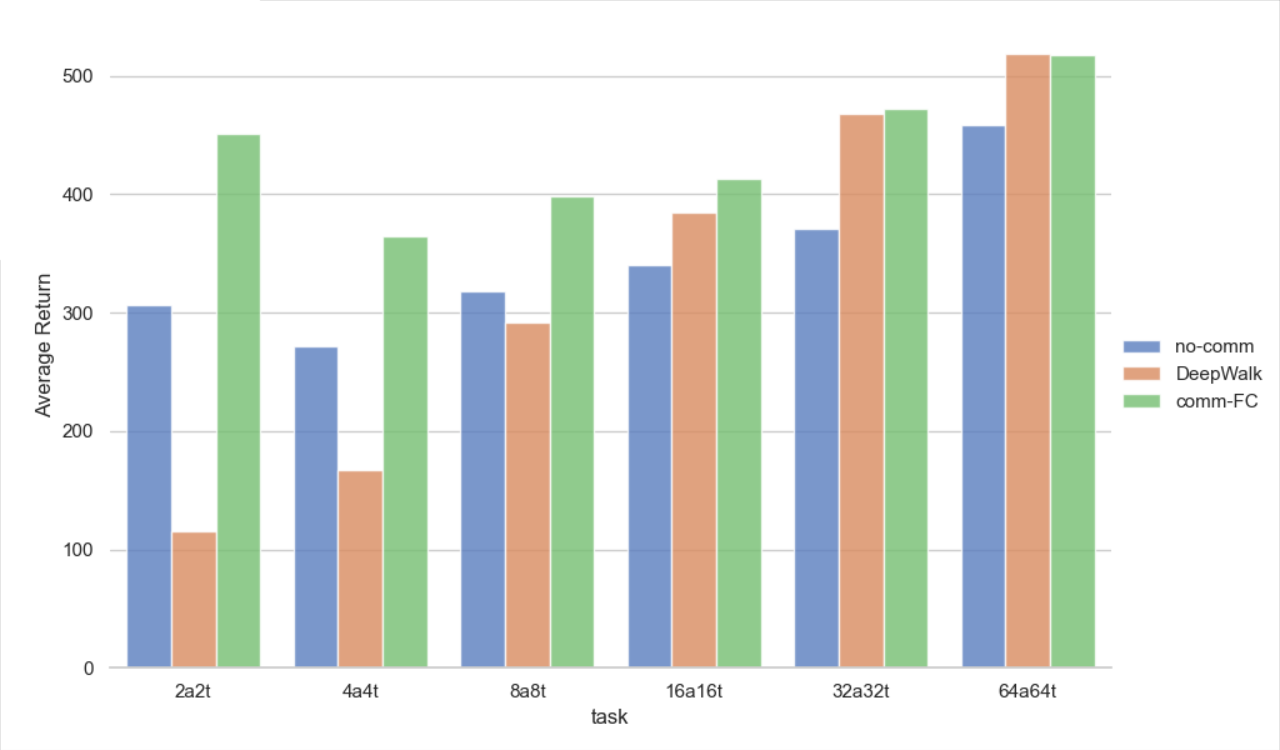 500
400
300
200
100
0
Average Return
2a2t
4a4t
8a8t
16a16t
32a32t
64a64t
task
no-comm
DeepWalk
comm-FC